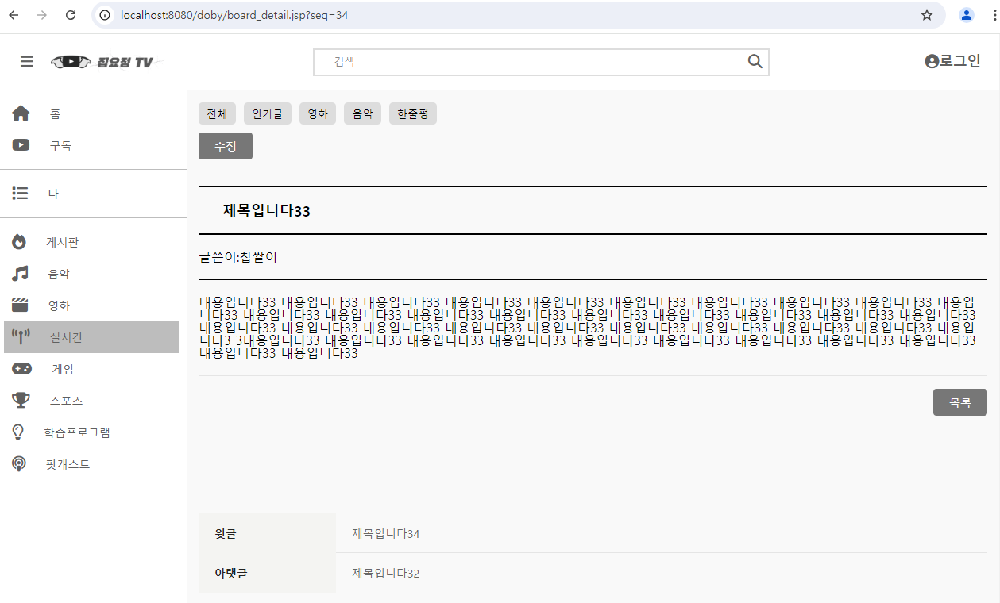 localhost:8080/doby/board_detail.jsp?seq=34
집요정 TV
검색
로그인
홈
구독
나
게시판
음악
영화
실시간
게임
스포츠
학습프로그램
팟캐스트
전체 인기글 영화 음악 한줄평
수정
제목입니다33
글쓴이:찹쌀이
내용입니다33 내용입니다33 내용입니다33 내용입니다33 내용입니다33 내용입니다33 내용입니다33 내용입니다33 내용입니다33 내용입
니다33 내용입니다33 내용입니다33 내용입니다33 내용입니다33 내용입니다33 내용입니다33 내용입니다33 내용입니다33 내용입니다33
내용입니다33 내용입니다33 내용입니다33 내용입니다33 내용입니다33 내용입니다33 내용입니다33 내용입니다33 내용입니다33 내용입
니다3 3내용입니다33 내용입니다33 내용입니다33 내용입니다33 내용입니다33 내용입니다33 내용입니다33 내용입니다33 내용입니다33
내용입니다33 내용입니다33
목록
윗글 제목입니다34
아랫글 제목입니다32